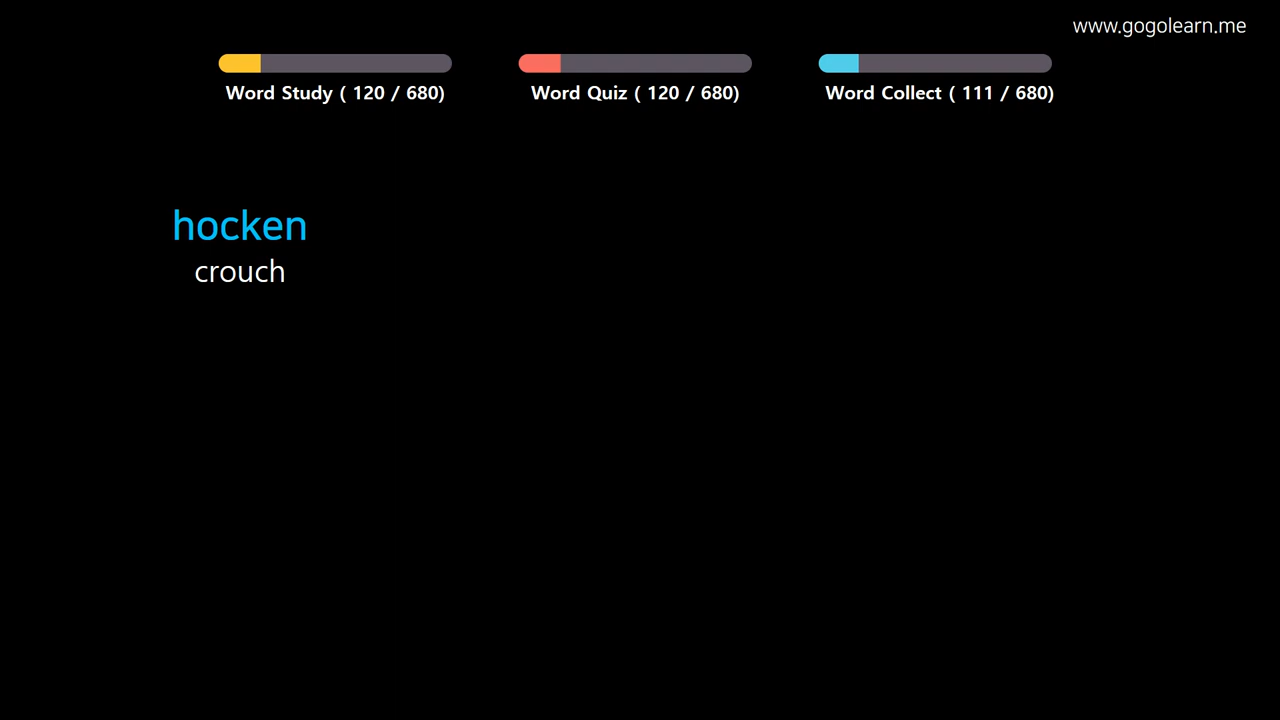 www.gogolearn.me
Word Study ( 120 / 680)
Word Quiz ( 120 / 680)
Word Collect ( 111 / 680)
hocken
crouch